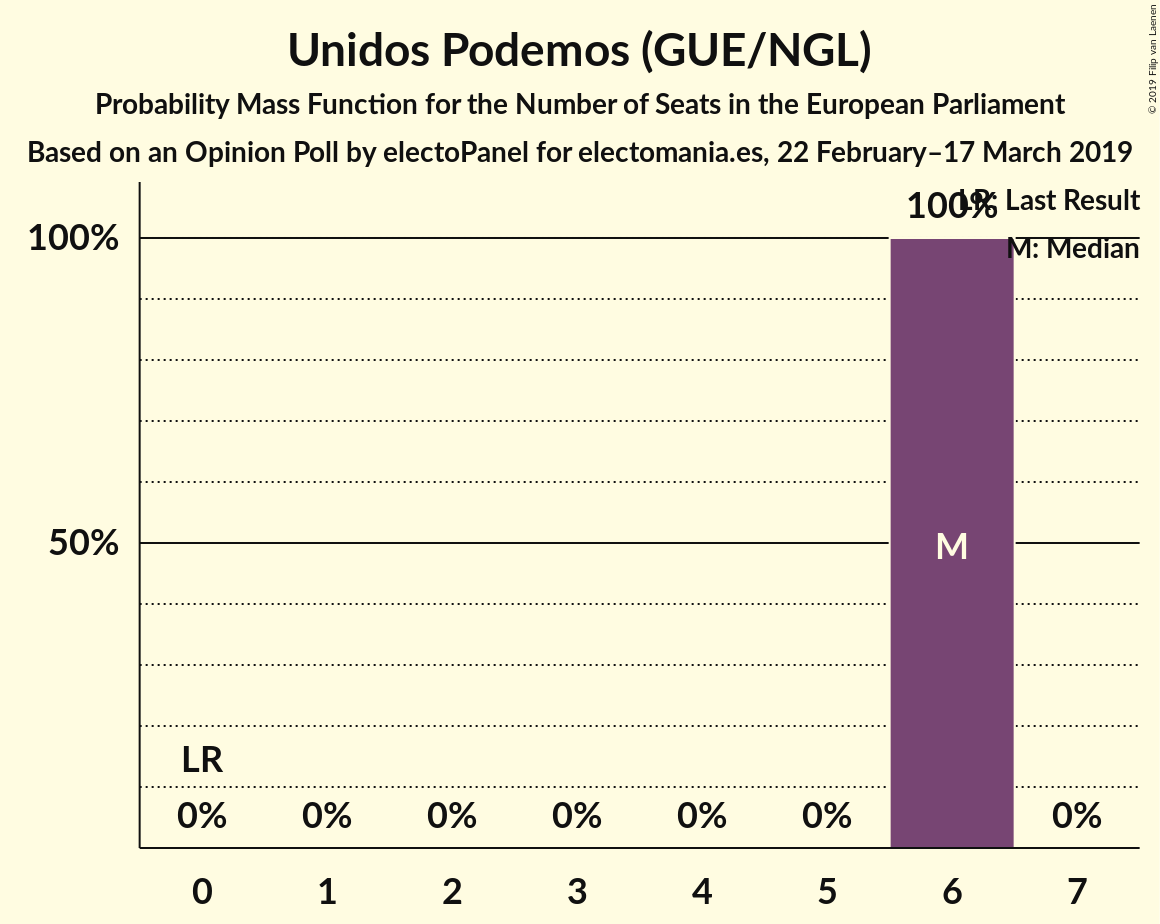 Unidos Podemos (GUE/NGL)
Probability Mass Function for the Number of Seats in the European Parliament
Based on an Opinion Poll by electoPanel for electomania.es, 22 February–17 March 2019
© 2019 Filip van Laenen
LR: Last Result
M: Median
100%
100%
50%
M
LR
0% 0% 0% 0% 0% 0% 0%
0 1 2 3 4 5 6 7